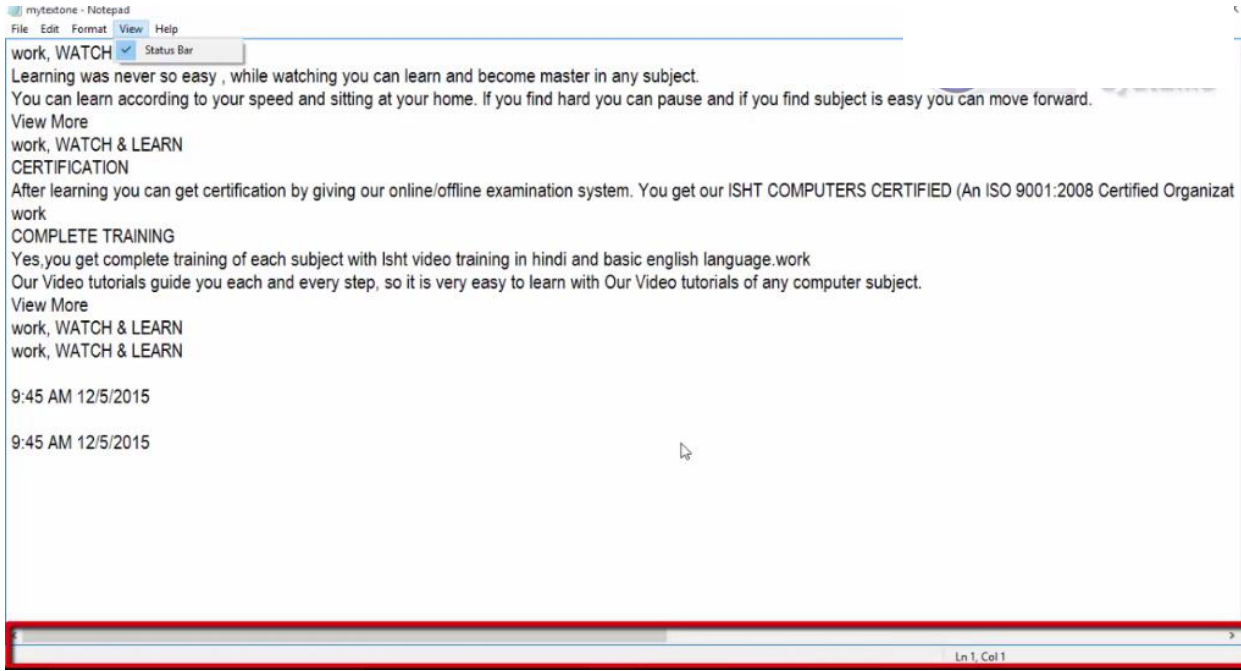 mytextone - Notepad
File Edit Format View Help
Status Bar
work, WATCH
Learning was never so easy , while watching you can learn and become master in any subject.
You can learn according to your speed and sitting at your home. If you find hard you can pause and if you find subject is easy you can move forward.
View More
work, WATCH & LEARN
CERTIFICATION
After learning you can get certification by giving our online/offline examination system. You get our ISHT COMPUTERS CERTIFIED (An ISO 9001:2008 Certified Organizat
work
COMPLETE TRAINING
Yes,you get complete training of each subject with Isht video training in hindi and basic english language.work
Our Video tutorials guide you each and every step, so it is very easy to learn with Our Video tutorials of any computer subject.
View More
work, WATCH & LEARN
work, WATCH & LEARN
9:45 AM 12/5/2015
9:45 AM 12/5/2015
Ln 1, Col 1